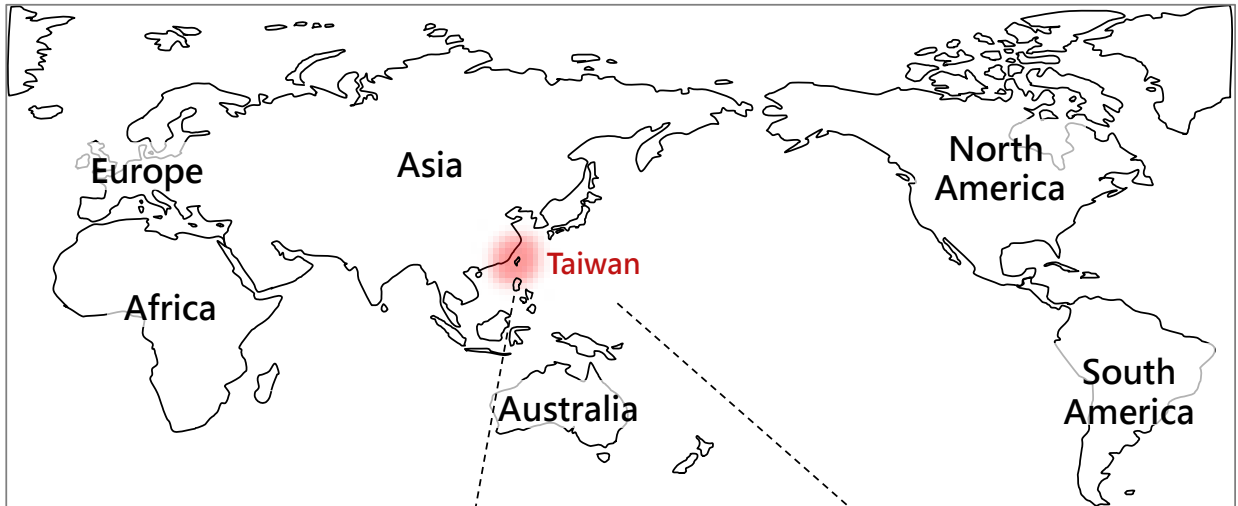 Europe
Asia
North
America
Taiwan
Africa
South
America
Australia